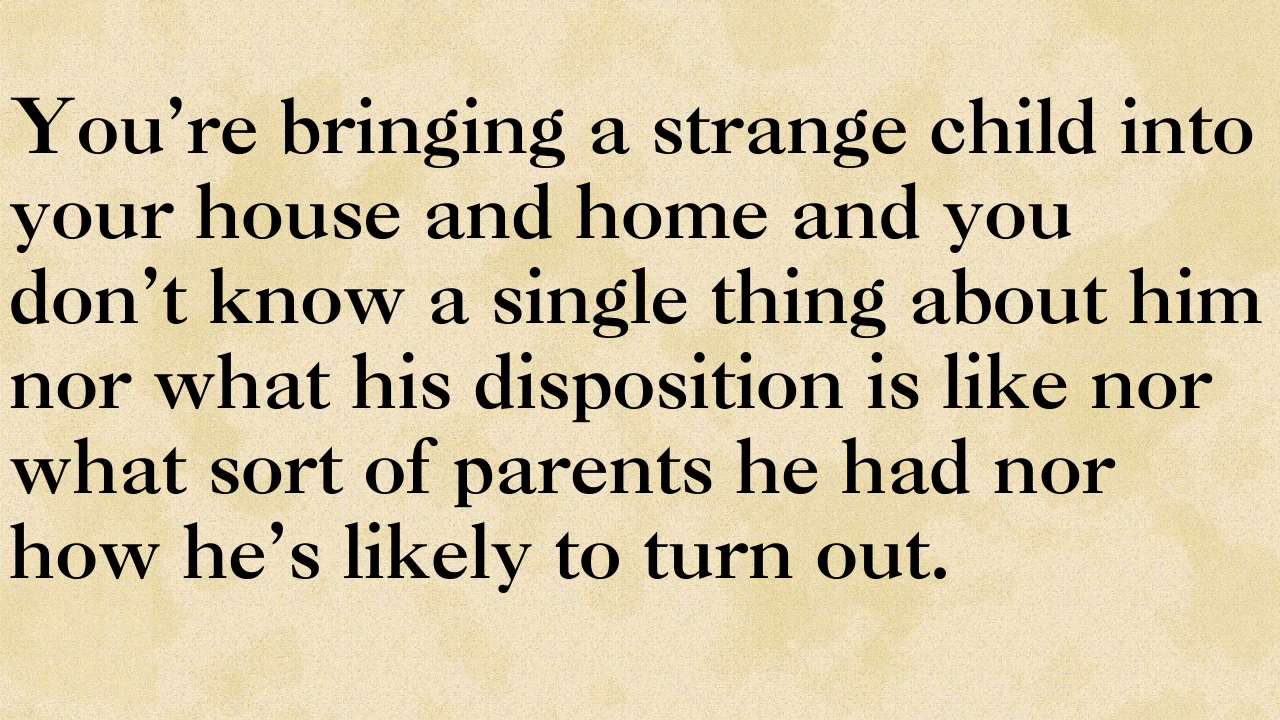 You’re bringing a strange child into
your house and home and you
don’t know a single thing about him
nor what his disposition is like nor
what sort of parents he had nor
how he’s likely to turn out.